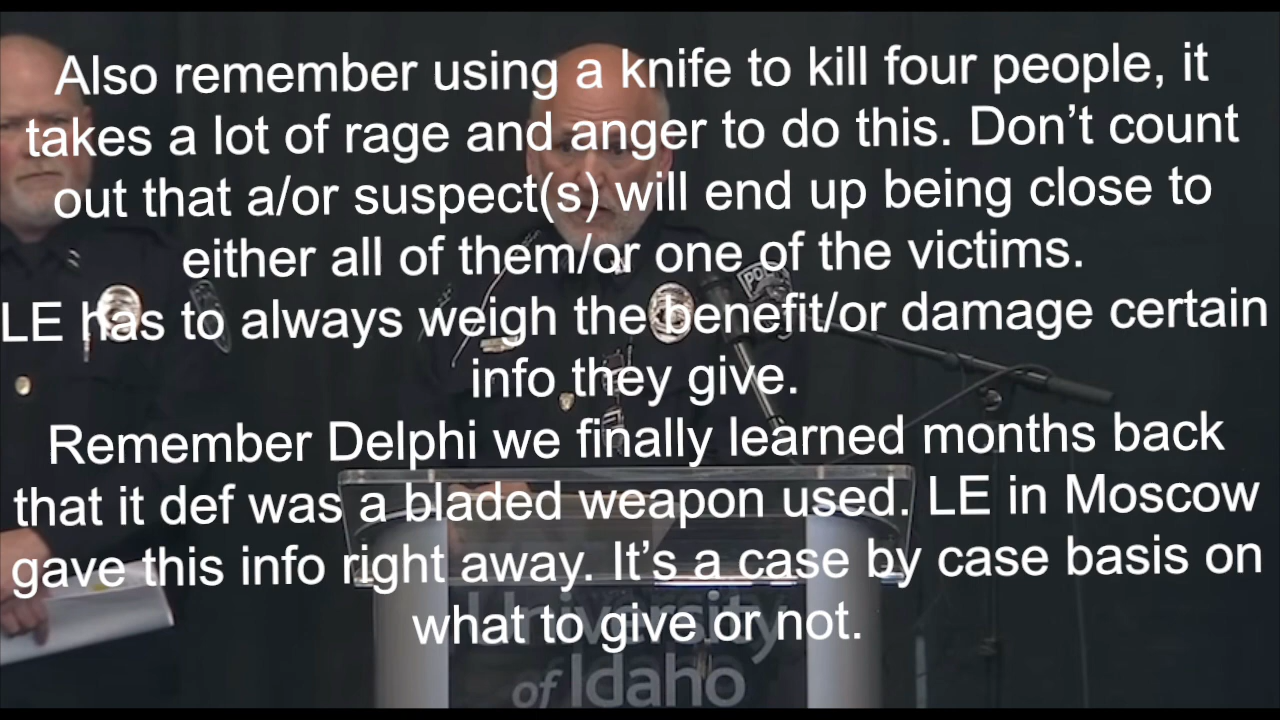 Also remember using a knife to kill four people, it
takes a lot of rage and anger to do this. Don’t count
out that a/or suspect(s) will end up being close to
either all of them/or one of the victims.
LE has to always weigh the benefit/or damage certain
info they give.
Remember Delphi we finally learned months back
that it def was a bladed weapon used. LE in Moscow
gave this info right away. It’s a case by case basis on
what to give or not.
POLICE
University
of Idaho